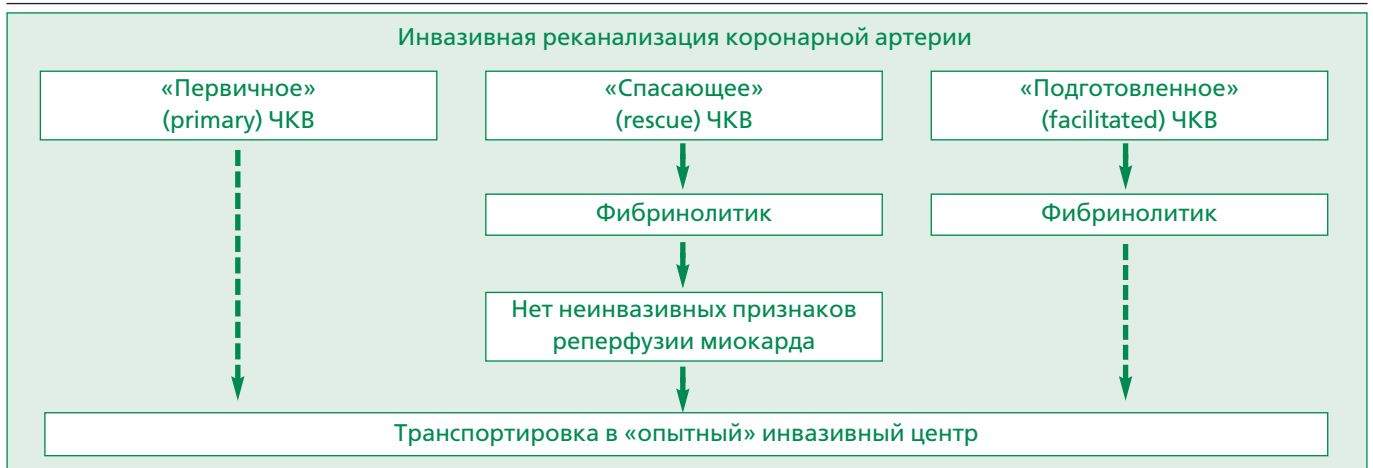 Инвазивная реканализация коронарной артерии
«Первичное»
(primary) ЧКВ
«Спасающее»
(rescue) ЧКВ
«Подготовленное»
(facilitated) ЧКВ
Фибринолитик
Фибринолитик
Нет неинвазивных признаков
реперфузии миокарда
Транспортировка в «опытный» инвазивный центр